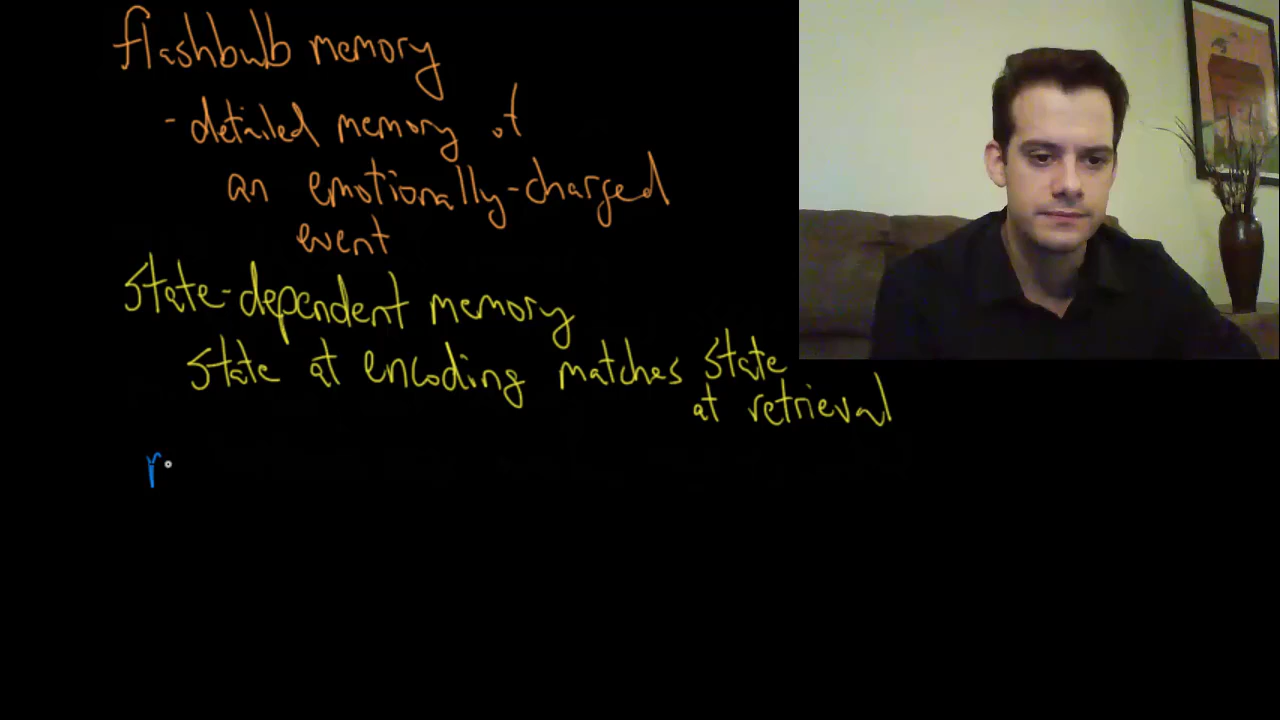 flashbulb memory
- detailed memory of
an emotionally-charged
event
State-dependent memory
State at encoding matches State
at retrieval
r